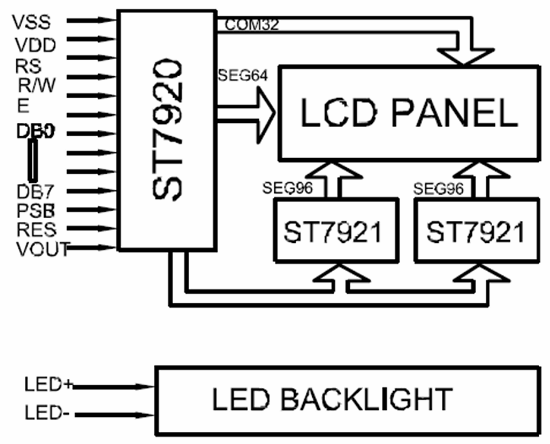 VSS
VDD
RS
R/W
E
DB0
DB7
PSB
RES
VOUT
ST7920
COM32
SEG64
LCD PANEL
SEG96
SEG96
ST7921
ST7921
LED+
LED-
LED BACKLIGHT